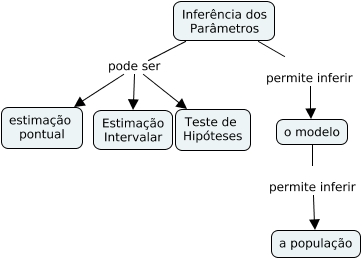 Inferência dos
Parâmetros
pode ser
permite inferir
estimação
pontual
Estimação
Intervalar
Teste de
Hipóteses
o modelo
permite inferir
a população